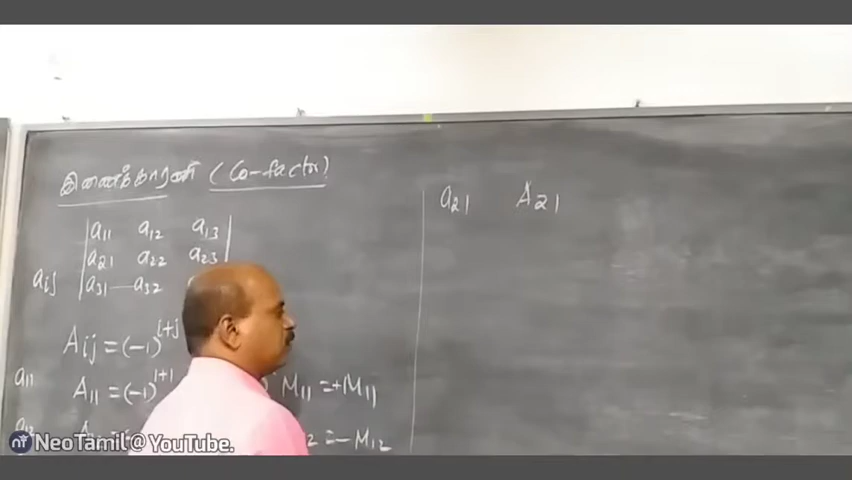 இணைக்காரணி (Co-factor)
a11 a12 a13
a21 a22 a23
aij a31 a32
Aij = (-1)^i+j
a11 A11 = (-1)^1+1 M11 = +M11
a12 = -M12
a21 A21
NeoTamil@YouTube.